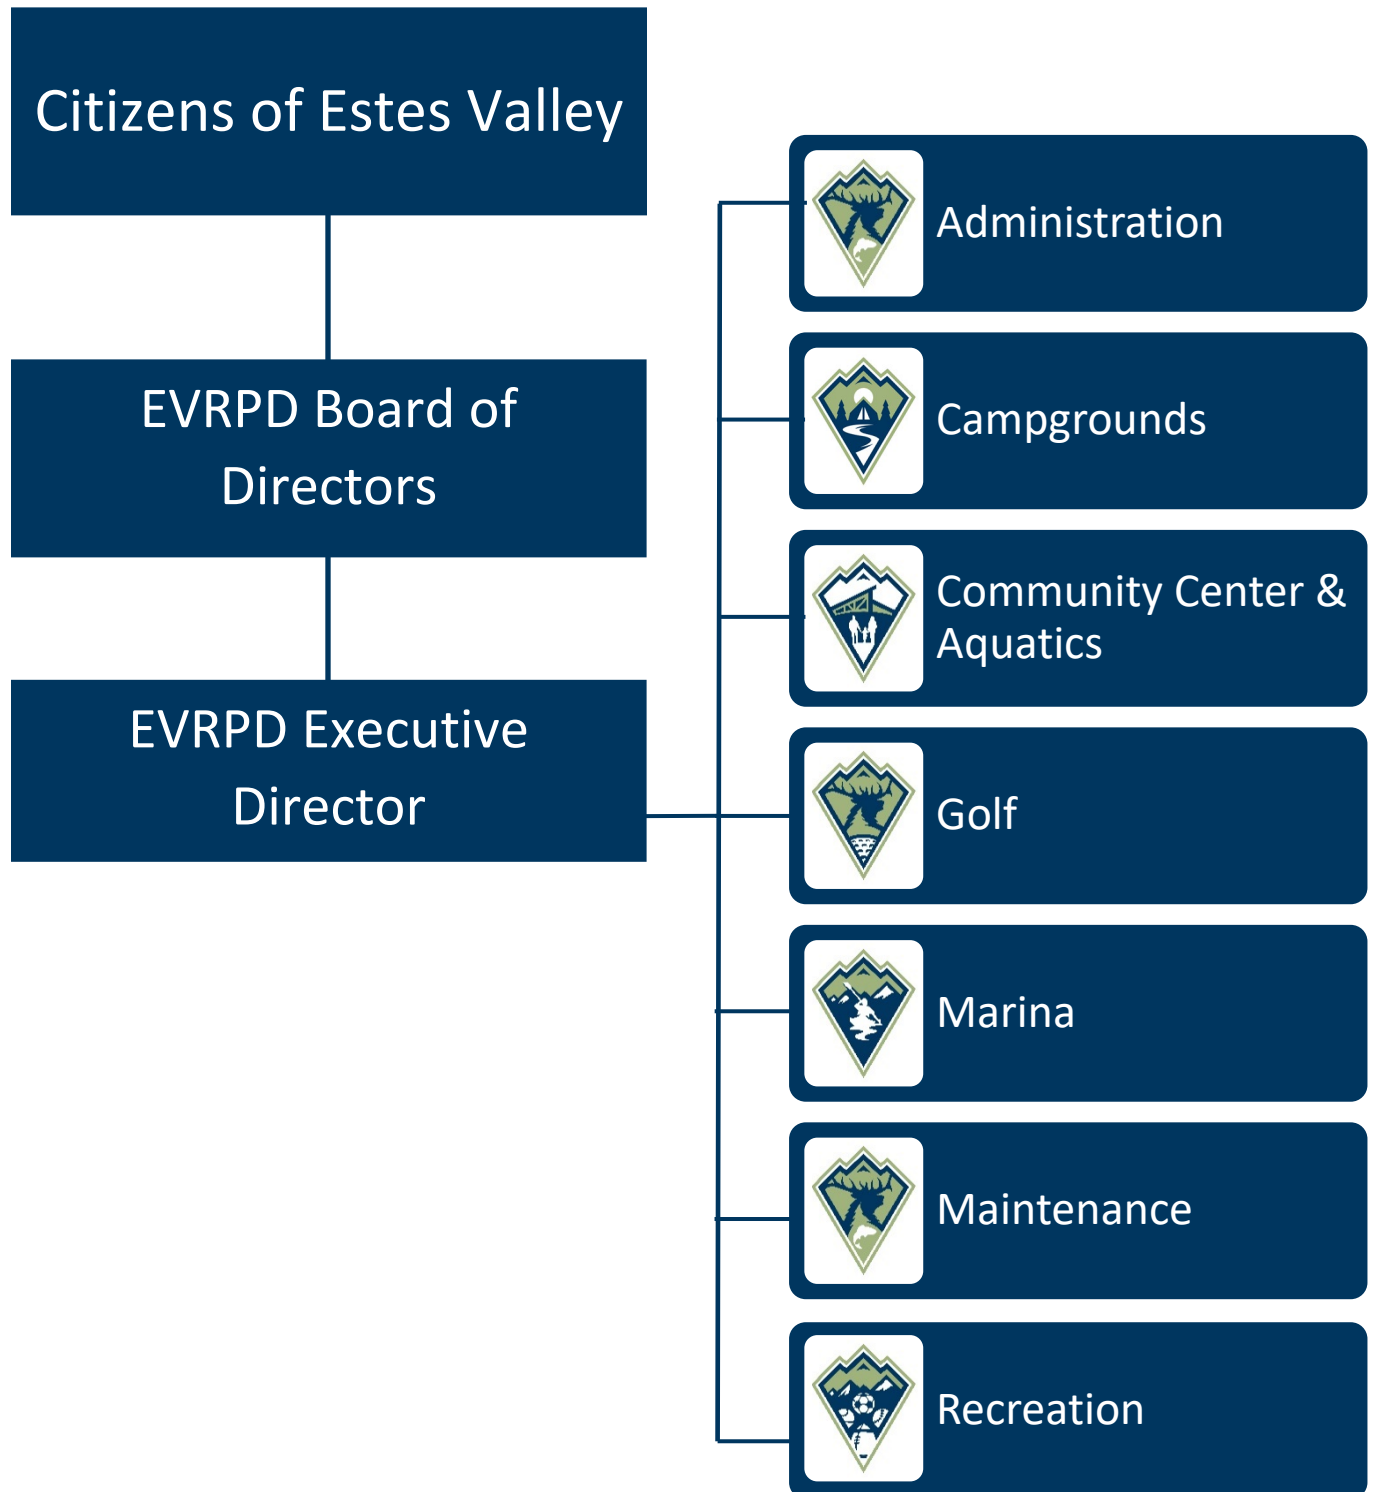 Citizens of Estes Valley
EVRPD Board of
Directors
EVRPD Executive
Director
Administration
Campgrounds
Community Center &
Aquatics
Golf
Marina
Maintenance
Recreation